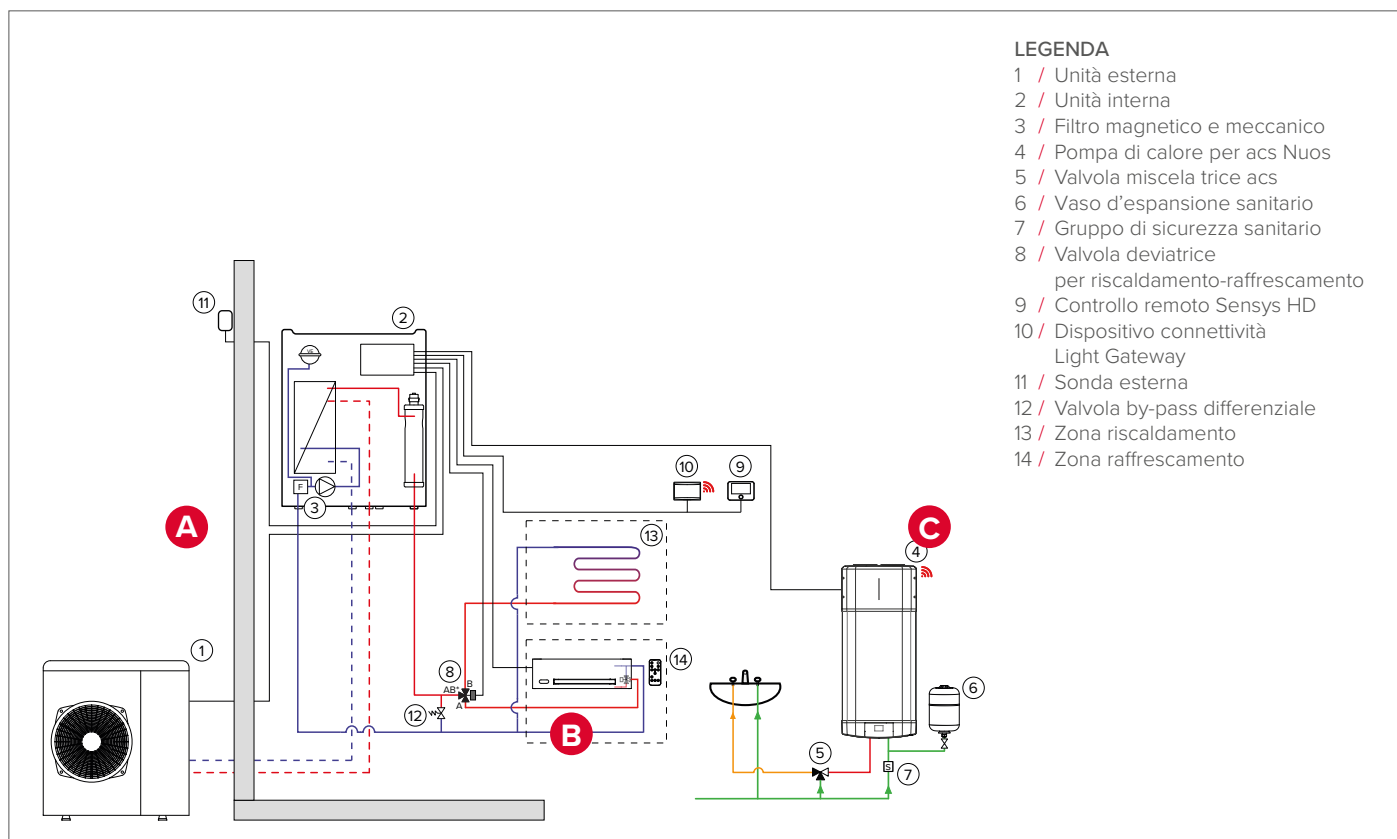 LEGENDA
1 / Unità esterna
2 / Unità interna
3 / Filtro magnetico e meccanico
4 / Pompa di calore per acs Nuos
5 / Valvola miscela trice acs
6 / Vaso d'espansione sanitario
7 / Gruppo di sicurezza sanitario
8 / Valvola deviatrice
per riscaldamento-raffrescamento
9 / Controllo remoto Sensys HD
10 / Dispositivo connettività
Light Gateway
11 / Sonda esterna
12 / Valvola by-pass differenziale
13 / Zona riscaldamento
14 / Zona raffrescamento
11
2
VE
F
3
A
10
9
13
C
4
1
8
B
AB*
A
12
14
B
6
5
S
7